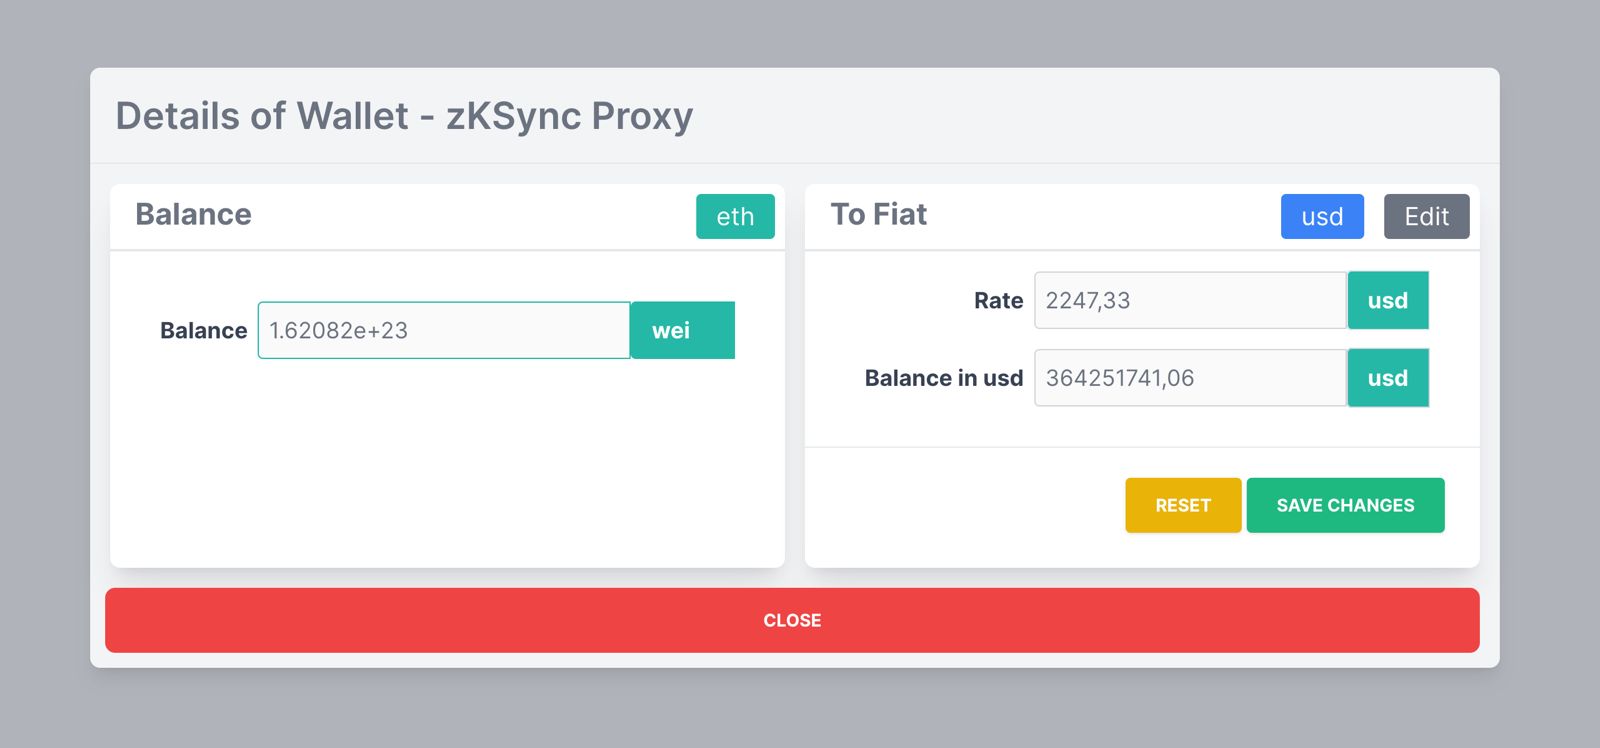 Details of Wallet - zKSync Proxy
Balance
eth
Balance 1.62082e+23 wei
To Fiat
usd
Edit
Rate 2247,33 usd
Balance in usd 364251741,06 usd
RESET
SAVE CHANGES
CLOSE